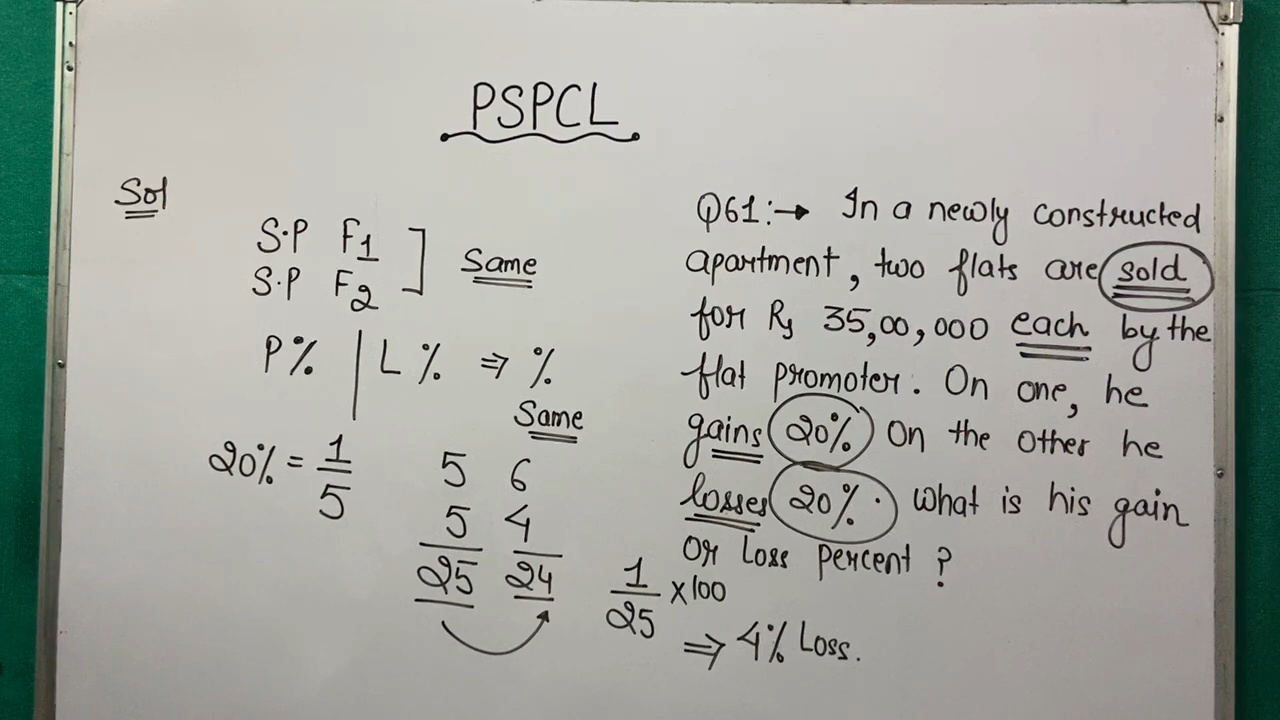 PSPCL
Sol
S.P F1
S.P F2
Same
P% | L% ⇒ %
Same
20% = 1/5
5 6
5 4
25 24
1/25 ×100
⇒ 4% Loss.
Q61:→ In a newly constructed
apartment, two flats are sold
for Rs 35,00,000 each by the
flat promoter. On one, he
gains 20% On the other he
losses 20%. What is his gain
Or Loss percent ?